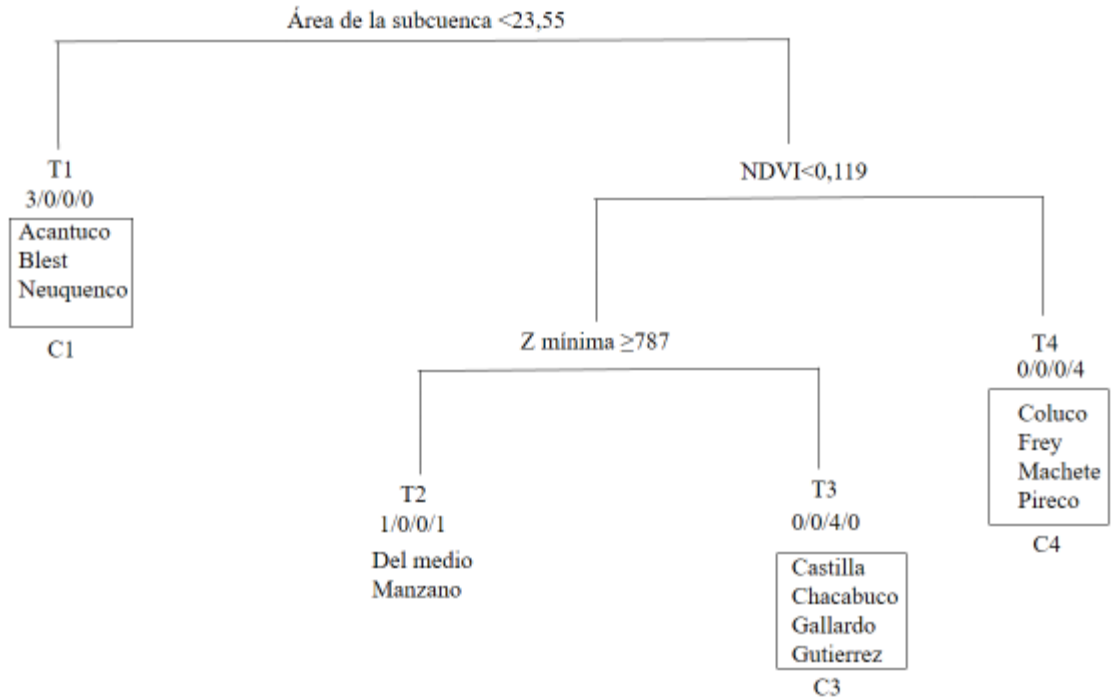 Área de la subcuenca <23,55
T1
3/0/0/0
Acantuco
Blest
Neuquenco
C1
NDVI<0,119
Z mínima ≥787
T2
1/0/0/1
Del medio
Manzano
T3
0/0/4/0
Castilla
Chacabuco
Gallardo
Gutierrez
C3
T4
0/0/0/4
Coluco
Frey
Machete
Pireco
C4